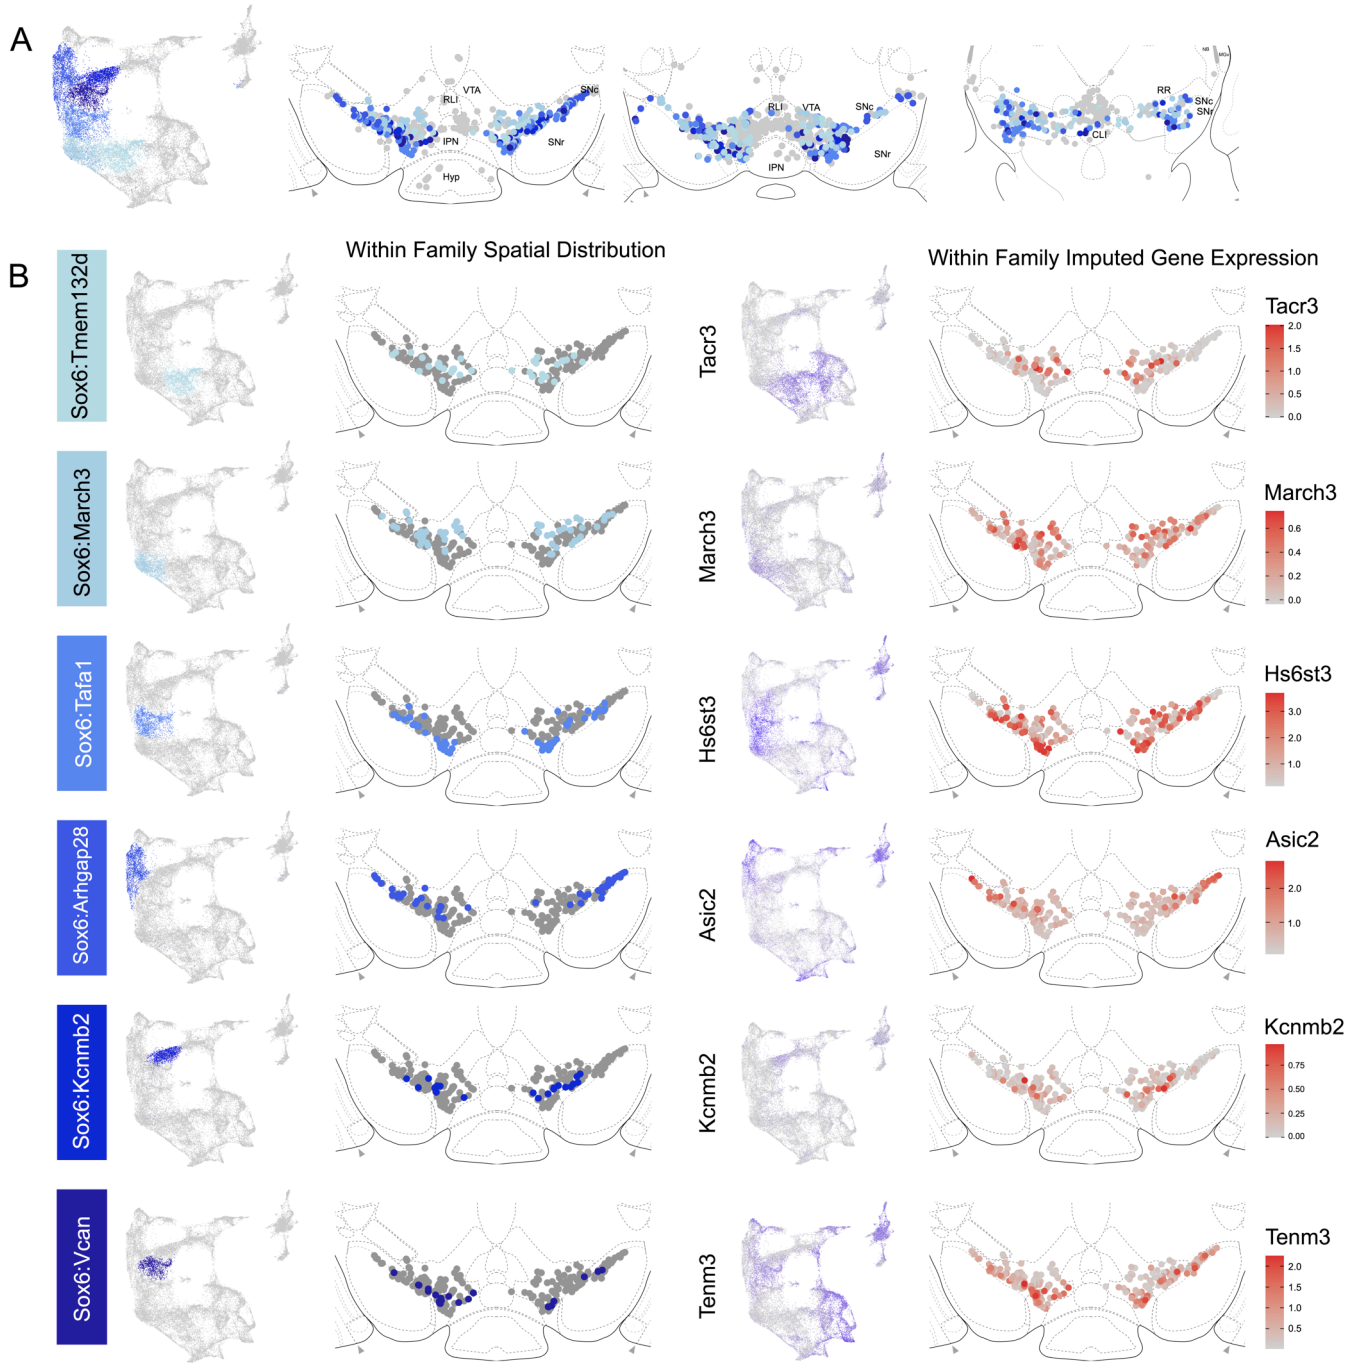 A
RLI
VTA
SNc
IPN
SNr
Hyp
RLI
VTA
SNc
IPN
SNr
NB
MGv
RR
SNc
SNr
CLI
B
Within Family Spatial Distribution
Within Family Imputed Gene Expression
Sox6:Tmem132d
Tacr3
Tacr3
2.0
1.5
1.0
0.5
0.0
Sox6:March3
March3
March3
0.6
0.4
0.2
0.0
Sox6:Tafa1
Hs6st3
Hs6st3
3.0
2.0
1.0
Sox6:Arhgap28
Asic2
Asic2
2.0
1.0
Sox6:Kcnmb2
Kcnmb2
Kcnmb2
0.75
0.50
0.25
0.00
Sox6:Vcan
Tenm3
Tenm3
2.0
1.5
1.0
0.5